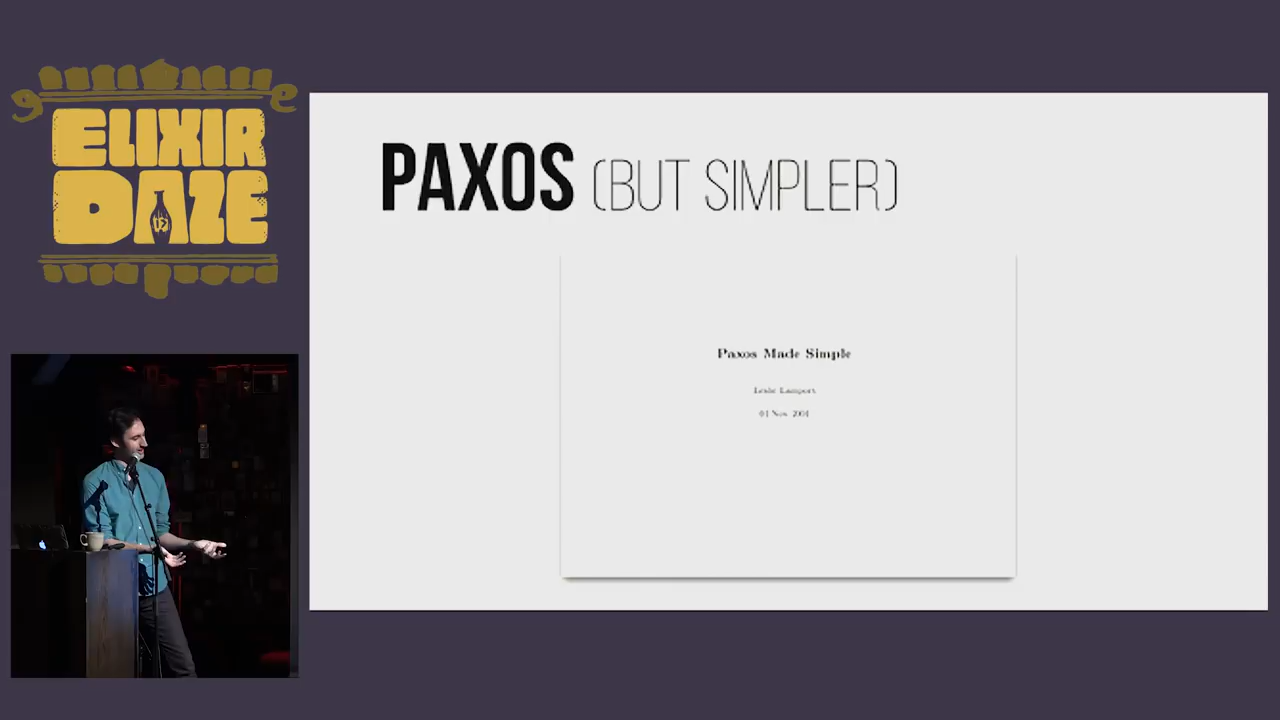 ELIXIR
DAZE
PAXOS (BUT SIMPLER)
Paxos Made Simple
Leslie Lamport
01 Nov 2001